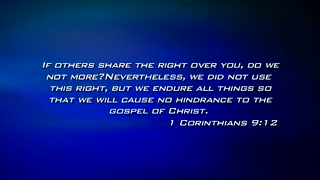 If others share the right over you, do we
not more?Nevertheless, we did not use
this right, but we endure all things so
that we will cause no hindrance to the
gospel of Christ.
1 Corinthians 9:12